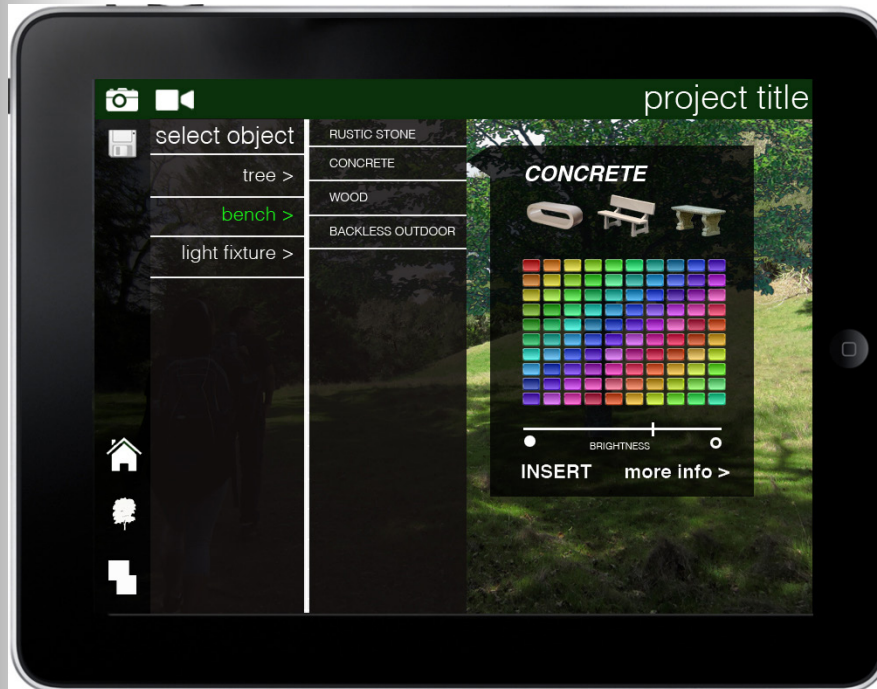 project title
select object
tree >
bench >
light fixture >
RUSTIC STONE
CONCRETE
WOOD
BACKLESS OUTDOOR
CONCRETE
BRIGHTNESS
INSERT
more info >